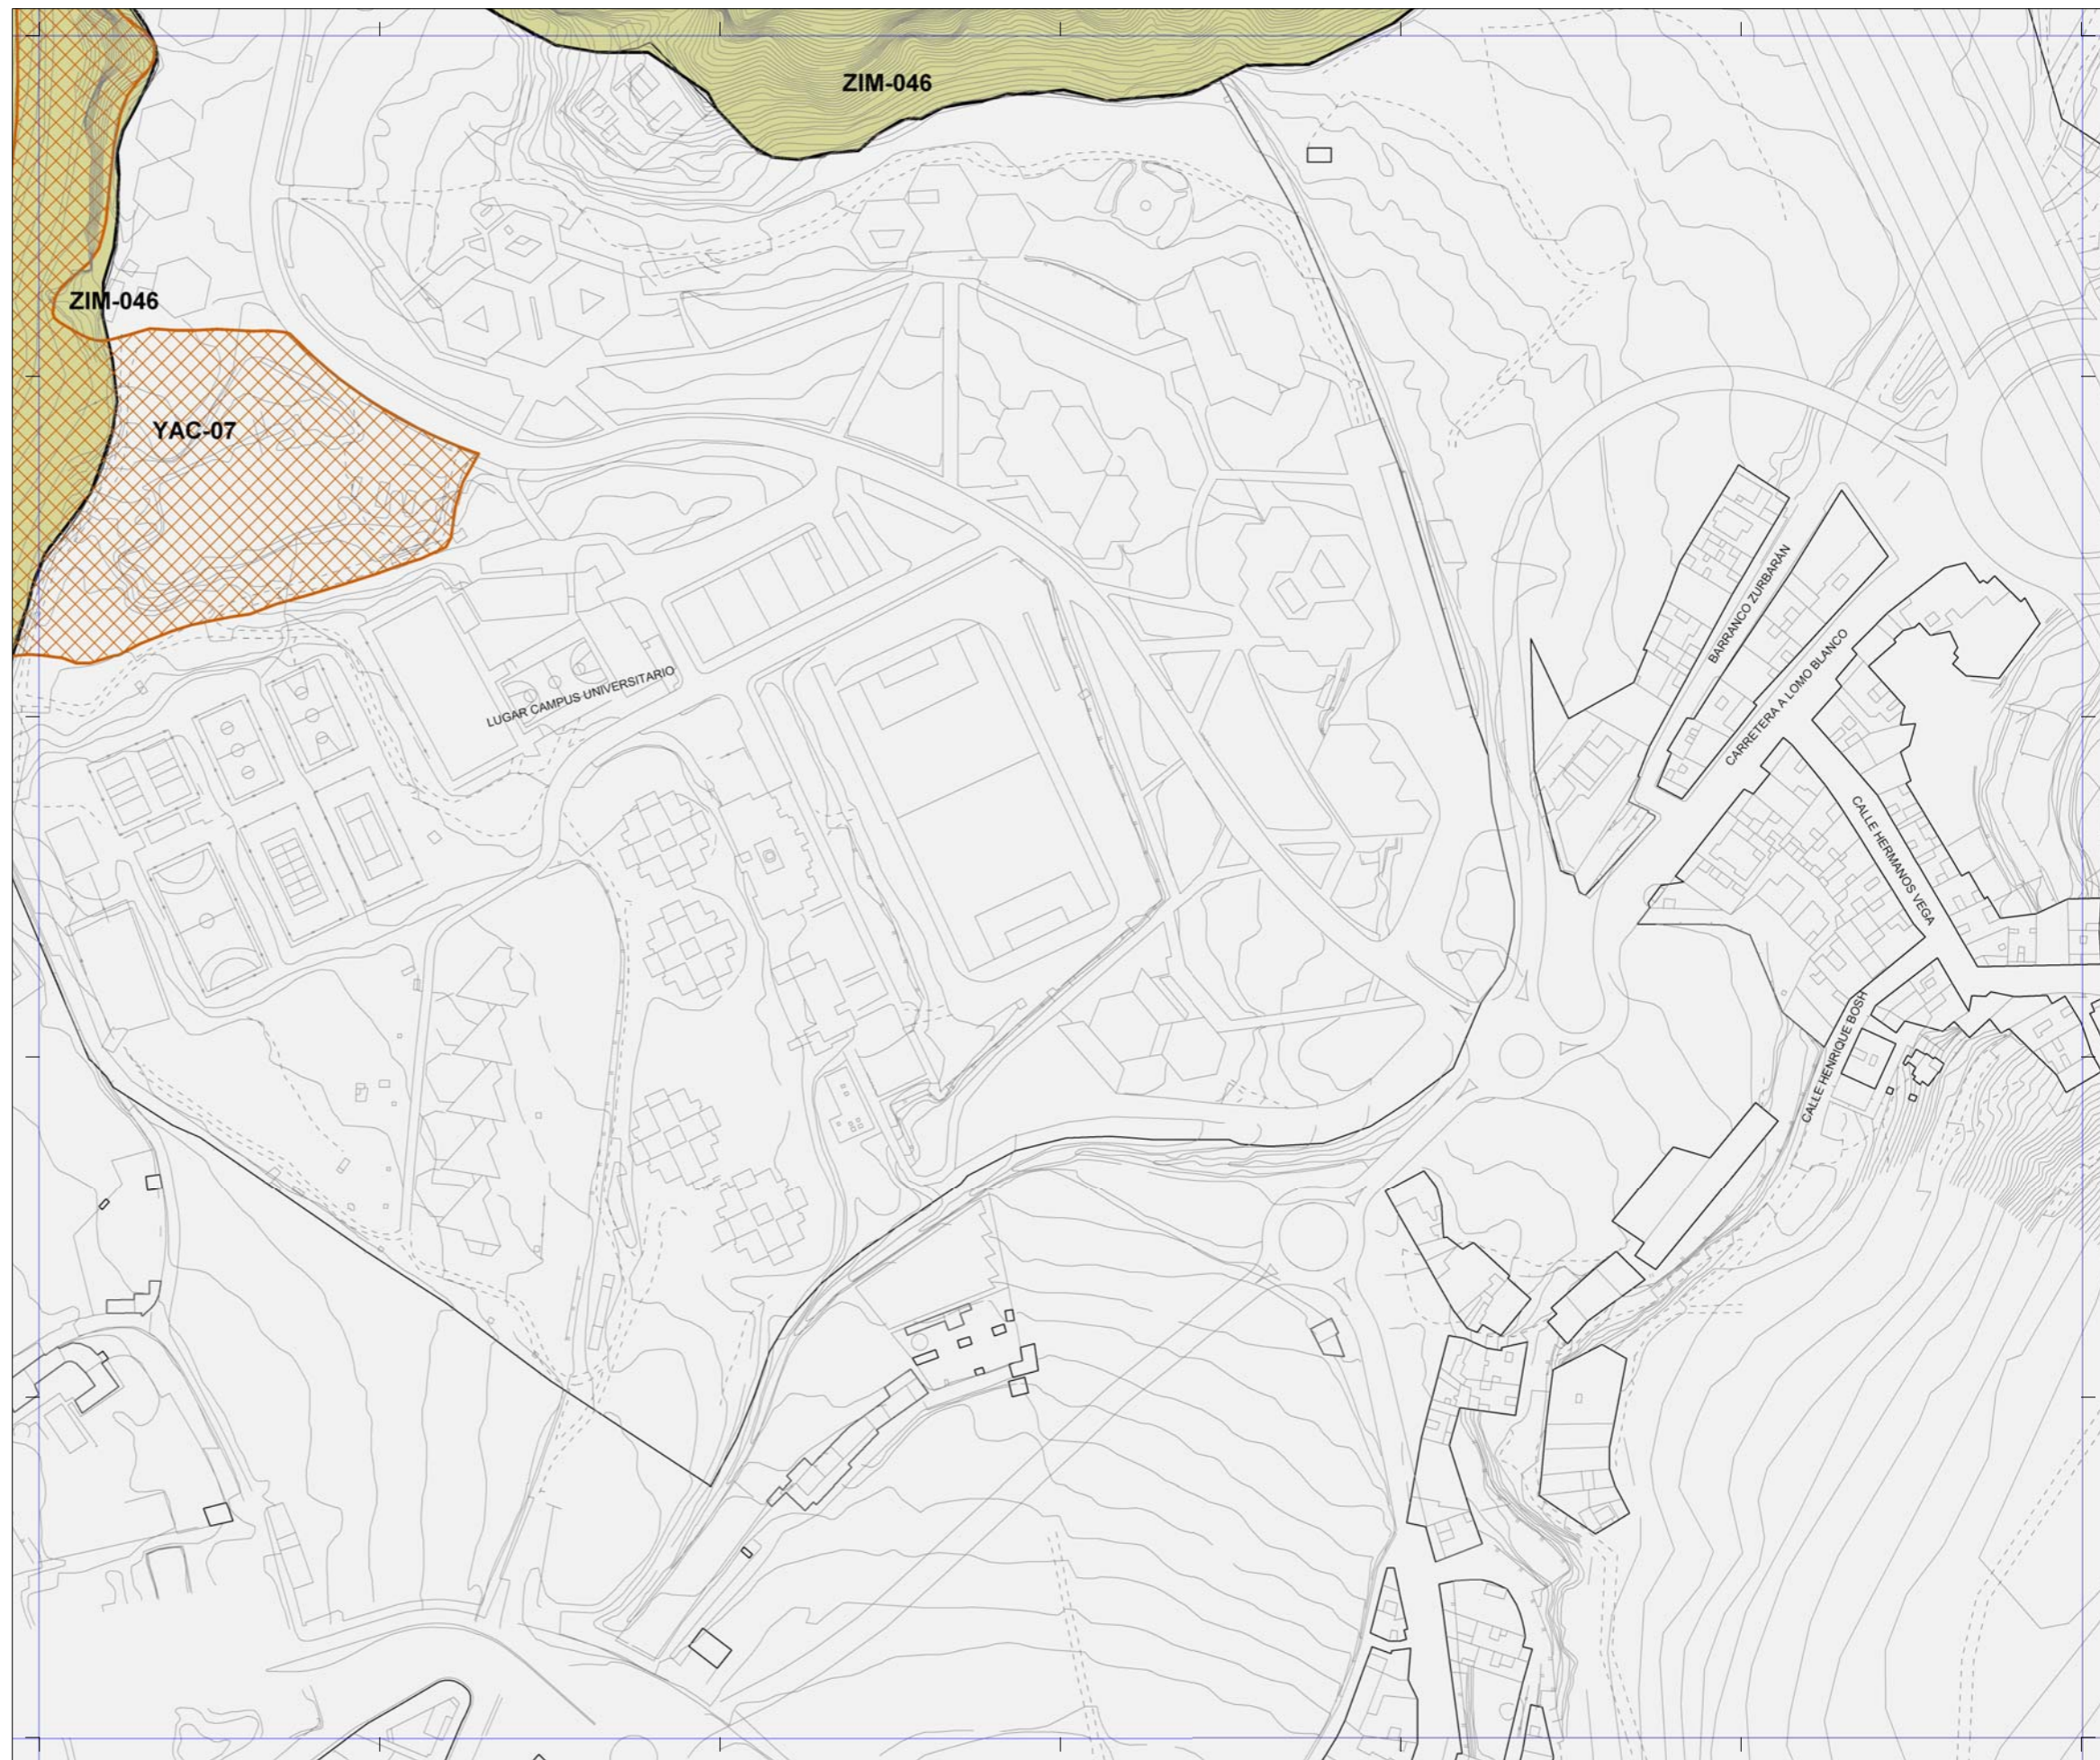 ZIM-046
ZIM-046
YAC-07
BARRANCO ZURBARÁN
CARRETERA A LOMO BLANCO
LUGAR CAMPUS UNIVERSITARIO
CALLE HERMANOS VEGA
CALLE HENRIQUE BOSH